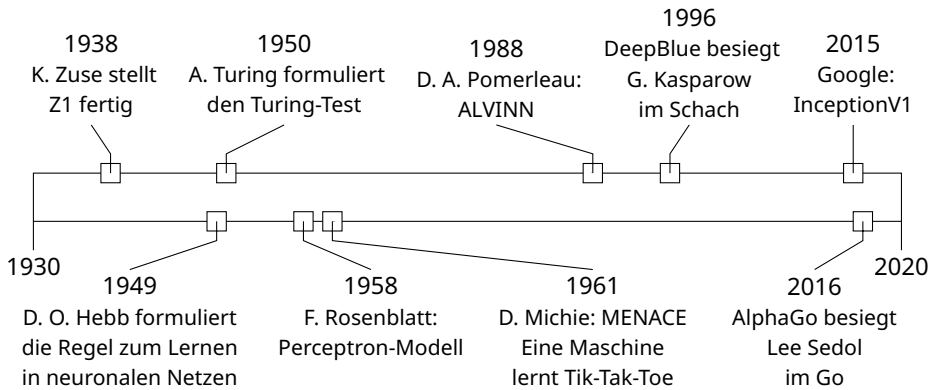 1938
K. Zuse stellt
Z1 fertig
1950
A. Turing formuliert
den Turing-Test
1988
D. A. Pomerleau:
ALVINN
1996
DeepBlue besiegt
G. Kasparow
im Schach
2015
Google:
InceptionV1
1930
2020
1949
D. O. Hebb formuliert
die Regel zum Lernen
in neuronalen Netzen
1958
F. Rosenblatt:
Perceptron-Modell
1961
D. Michie: MENACE
Eine Maschine
lernt Tik-Tak-Toe
2016
AlphaGo besiegt
Lee Sedol
im Go